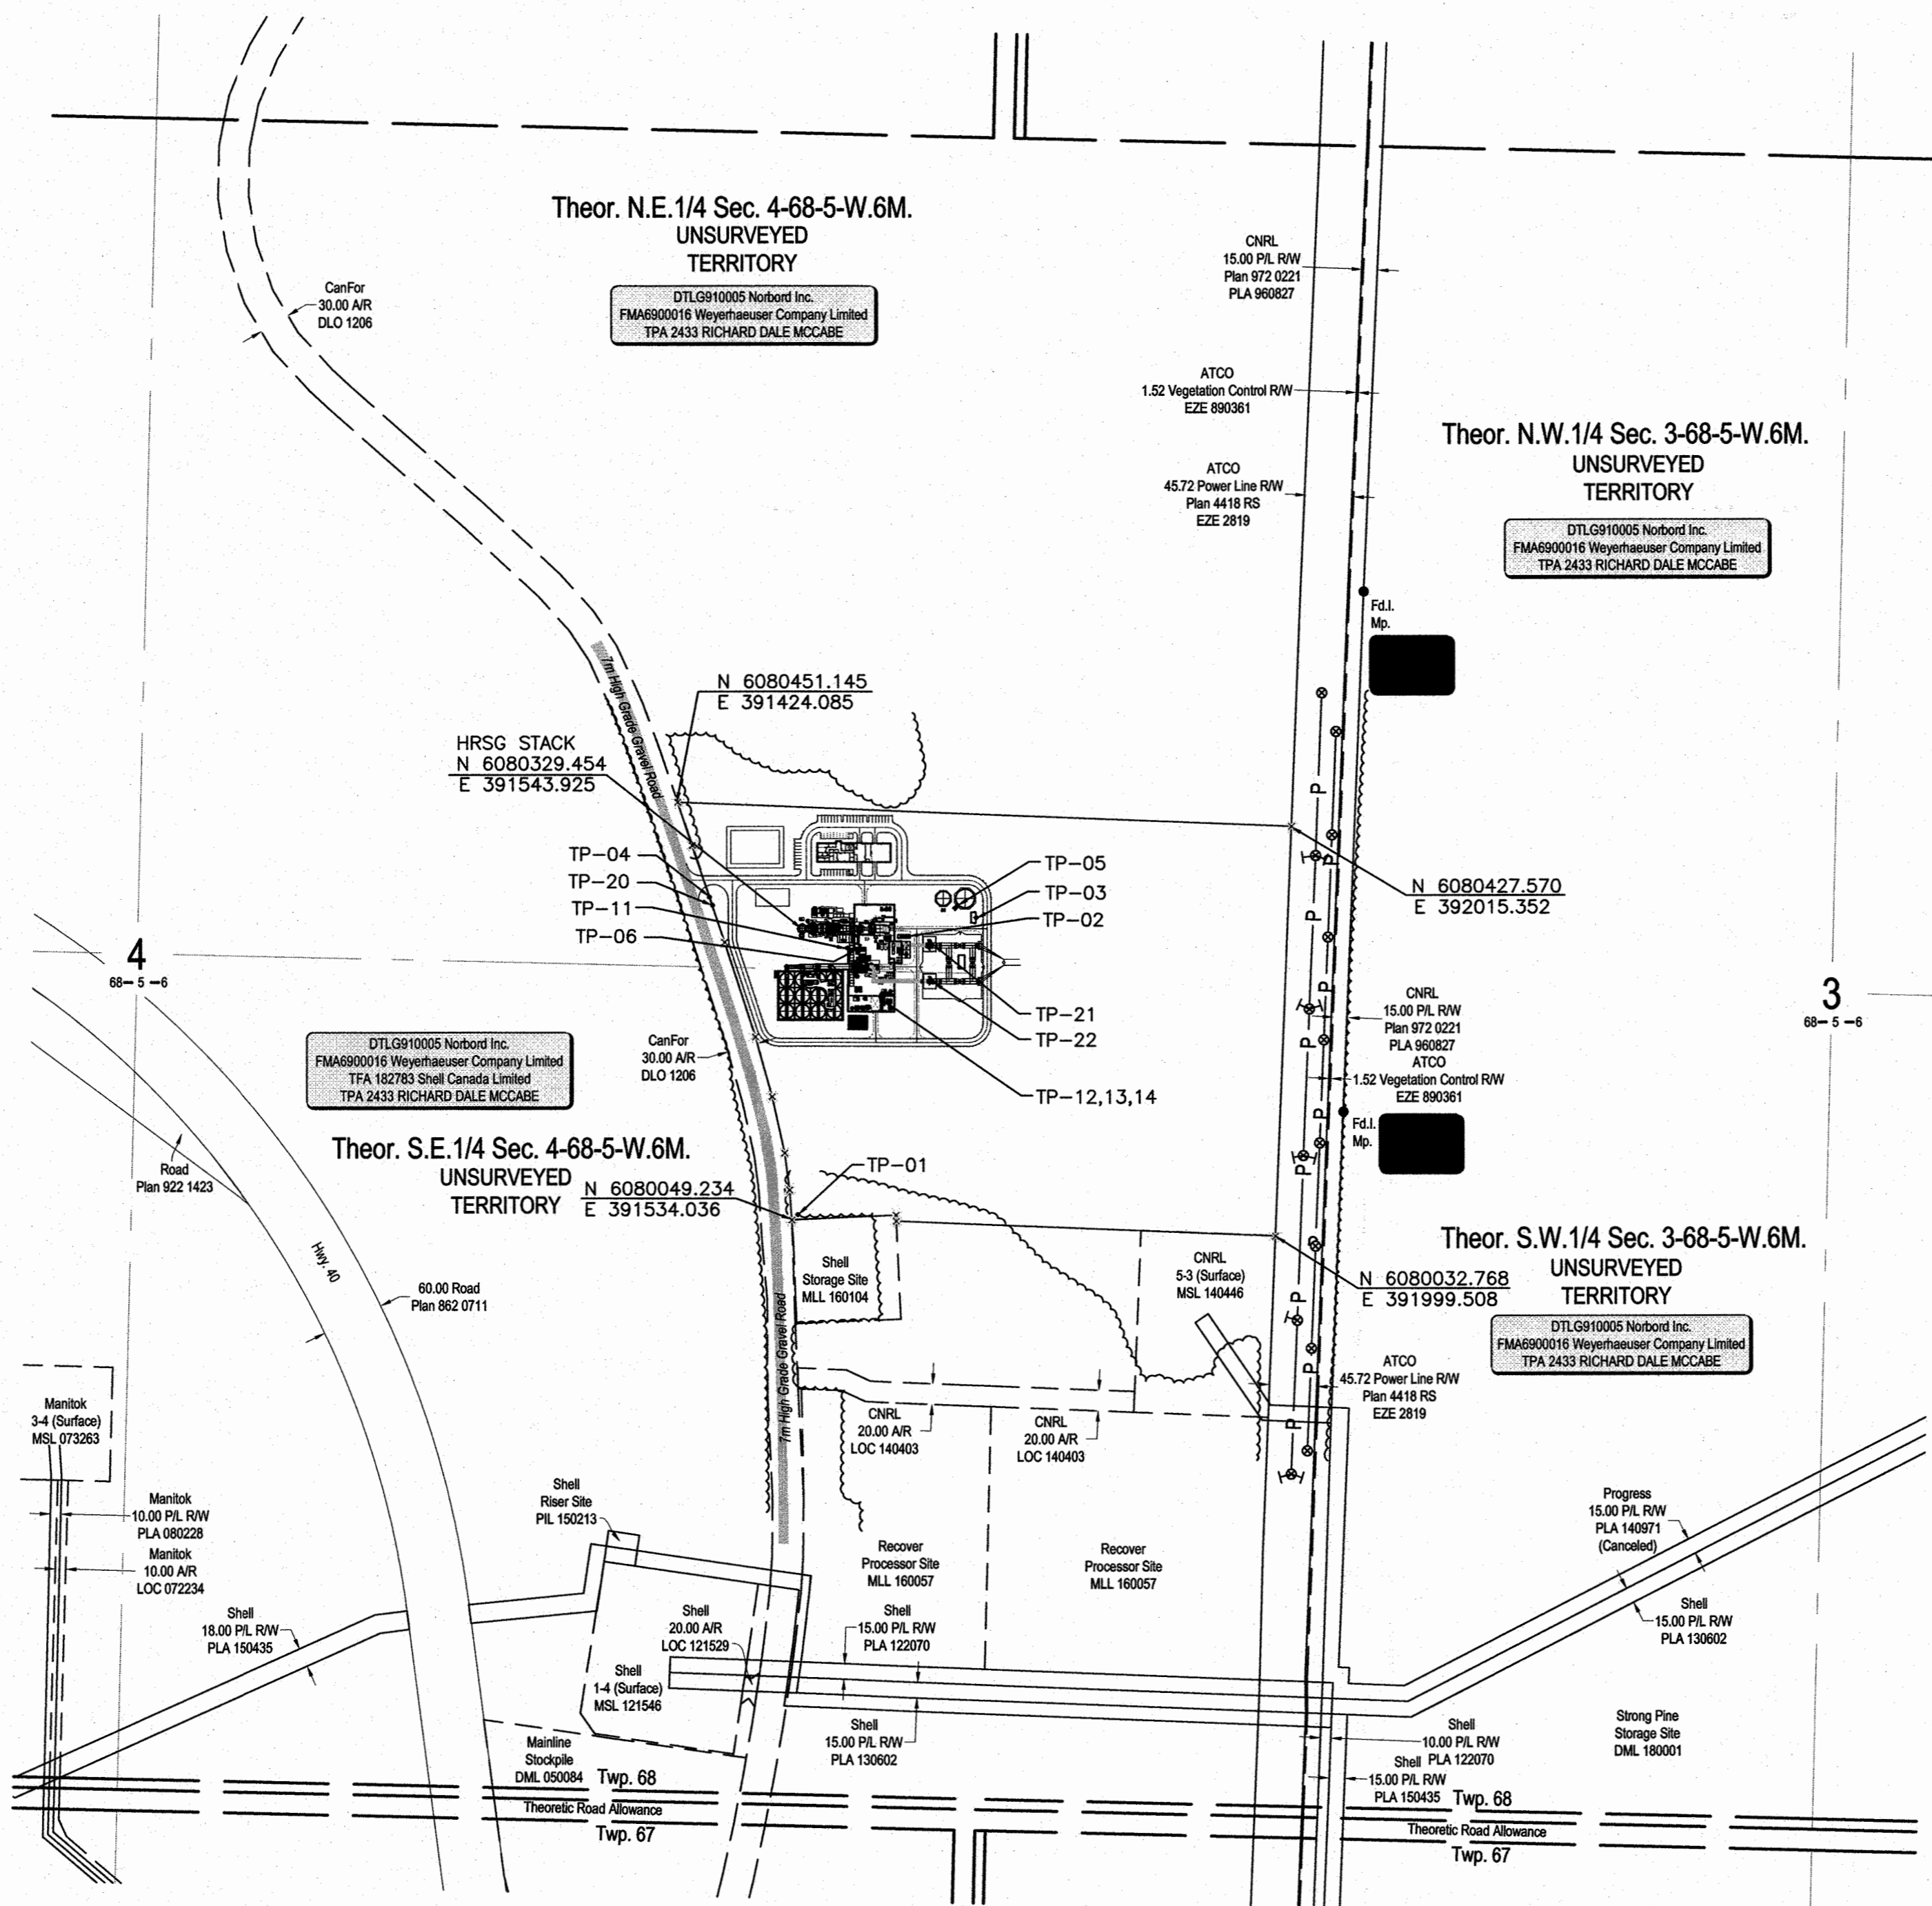 Theor. N.E.1/4 Sec. 4-68-5-W.6M.
UNSURVEYED
TERRITORY
DTLG910005 Norbord Inc.
FMA6900016 Weyerhaeuser Company Limited
TPA 2433 RICHARD DALE MCCABE
CanFor
30.00 A/R
DLO 1206
CNRL
15.00 P/L R/W
Plan 972 0221
PLA 960827
ATCO
1.52 Vegetation Control R/W
EZE 890361
ATCO
45.72 Power Line R/W
Plan 4418 RS
EZE 2819
Theor. N.W.1/4 Sec. 3-68-5-W.6M.
UNSURVEYED
TERRITORY
DTLG910005 Norbord Inc.
FMA6900016 Weyerhaeuser Company Limited
TPA 2433 RICHARD DALE MCCABE
Fd.I.
Mp.
7m High Grade Gravel Road
N 6080451.145
E 391424.085
HRSG STACK
N 6080329.454
E 391543.925
TP-04
TP-20
TP-11
TP-06
TP-05
TP-03
TP-02
TP-21
TP-22
TP-12,13,14
N 6080427.570
E 392015.352
P
P
P
P
P
P
P
P
P
P
P
P
4
68-5-6
3
68-5-6
CNRL
15.00 P/L R/W
Plan 972 0221
PLA 960827
ATCO
1.52 Vegetation Control R/W
EZE 890361
Fd.I.
Mp.
DTLG910005 Norbord Inc.
FMA6900016 Weyerhaeuser Company Limited
TFA 182783 Shell Canada Limited
TPA 2433 RICHARD DALE MCCABE
CanFor
30.00 A/R
DLO 1206
Theor. S.E.1/4 Sec. 4-68-5-W.6M.
UNSURVEYED
TERRITORY
N 6080049.234
E 391534.036
TP-01
Road
Plan 922 1423
Hwy. 40
60.00 Road
Plan 862 0711
Shell
Storage Site
MLL 160104
CNRL
5-3 (Surface)
MSL 140446
Theor. S.W.1/4 Sec. 3-68-5-W.6M.
UNSURVEYED
TERRITORY
N 6080032.768
E 391999.508
DTLG910005 Norbord Inc.
FMA6900016 Weyerhaeuser Company Limited
TPA 2433 RICHARD DALE MCCABE
ATCO
45.72 Power Line R/W
Plan 4418 RS
EZE 2819
7m High Grade Gravel Road
CNRL
20.00 A/R
LOC 140403
CNRL
20.00 A/R
LOC 140403
Manitok
3-4 (Surface)
MSL 073263
Manitok
10.00 P/L R/W
PLA 080228
Manitok
10.00 A/R
LOC 072234
Shell
18.00 P/L R/W
PLA 150435
Shell
Riser Site
PIL 150213
Recover
Processor Site
MLL 160057
Recover
Processor Site
MLL 160057
Progress
15.00 P/L R/W
PLA 140971
(Canceled)
Shell
15.00 P/L R/W
PLA 130602
Shell
20.00 A/R
LOC 121529
Shell
15.00 P/L R/W
PLA 122070
Shell
1-4 (Surface)
MSL 121546
Shell
15.00 P/L R/W
PLA 130602
Mainline
Stockpile
DML 050084
Shell
10.00 P/L R/W
PLA 122070
Shell
15.00 P/L R/W
PLA 150435
Strong Pine
Storage Site
DML 180001
Twp. 68
Theoretic Road Allowance
Twp. 67
Twp. 68
Theoretic Road Allowance
Twp. 67